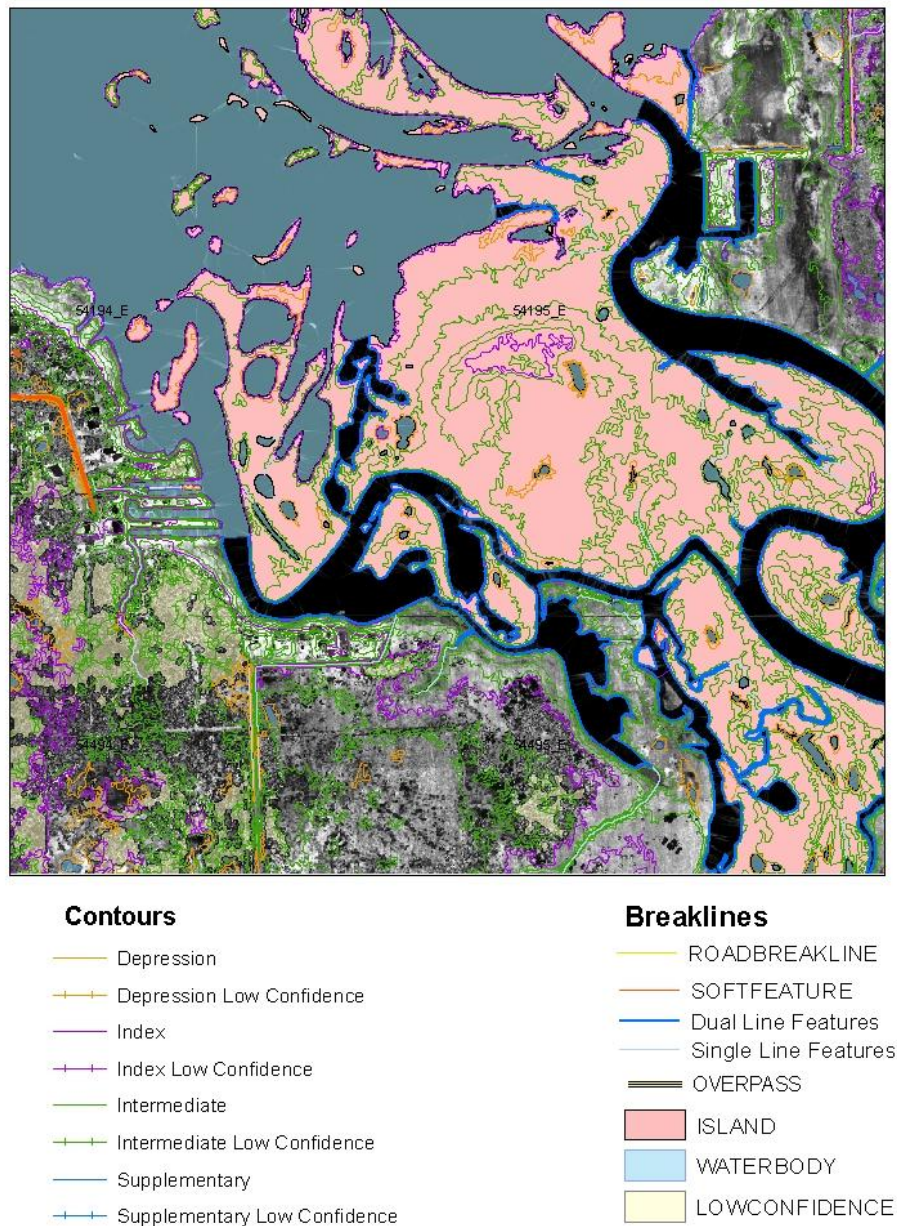 54194_E
54195_E
54494_E
54495_E
Contours
Depression
Depression Low Confidence
Index
Index Low Confidence
Intermediate
Intermediate Low Confidence
Supplementary
Supplementary Low Confidence
Breaklines
ROADBREAKLINE
SOFTFEATURE
Dual Line Features
Single Line Features
OVERPASS
ISLAND
WATERBODY
LOWCONFIDENCE